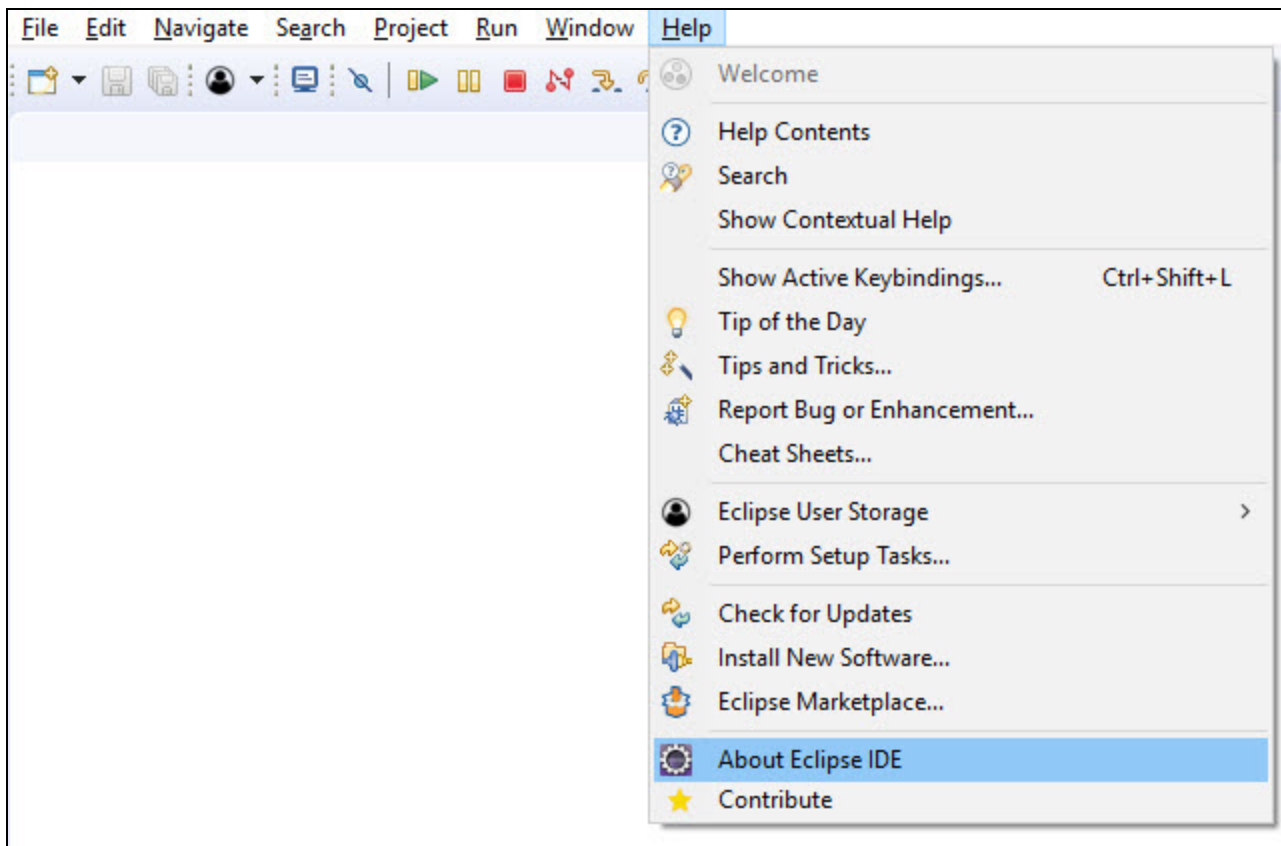 File Edit Navigate Search Project Run Window Help
Welcome
Help Contents
Search
Show Contextual Help
Show Active Keybindings... Ctrl+Shift+L
Tip of the Day
Tips and Tricks...
Report Bug or Enhancement...
Cheat Sheets...
Eclipse User Storage
Perform Setup Tasks...
Check for Updates
Install New Software...
Eclipse Marketplace...
About Eclipse IDE
Contribute